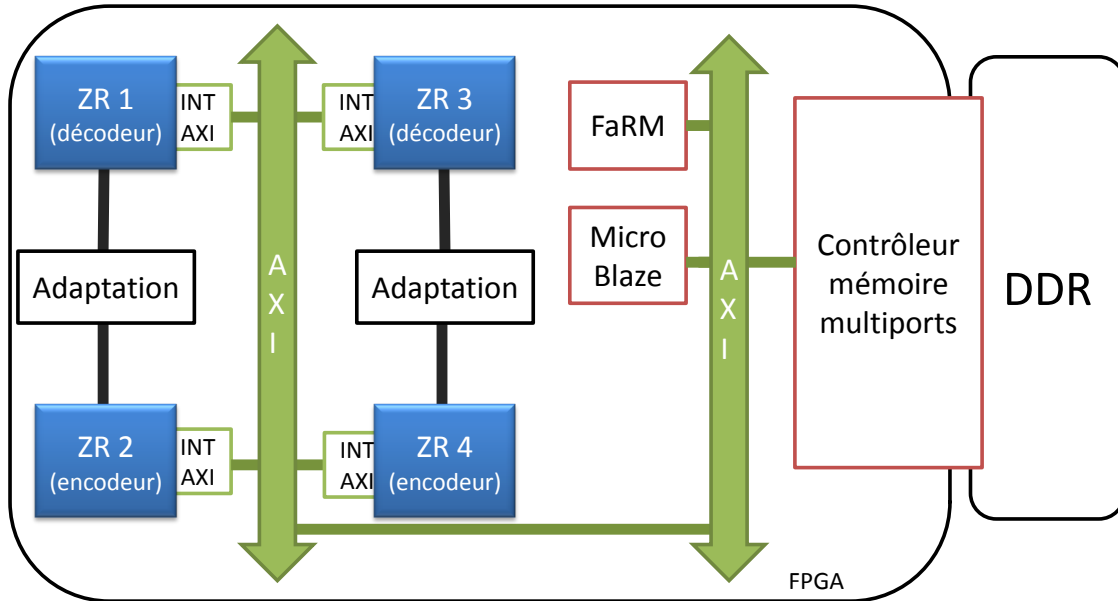 ZR 1
(décodeur)
INT
AXI
ZR 3
(décodeur)
INT
AXI
Adaptation
Adaptation
ZR 2
(encodeur)
INT
AXI
ZR 4
(encodeur)
INT
AXI
A
X
I
FaRM
Micro
Blaze
A
X
I
Contrôleur
mémoire
multiports
DDR
FPGA